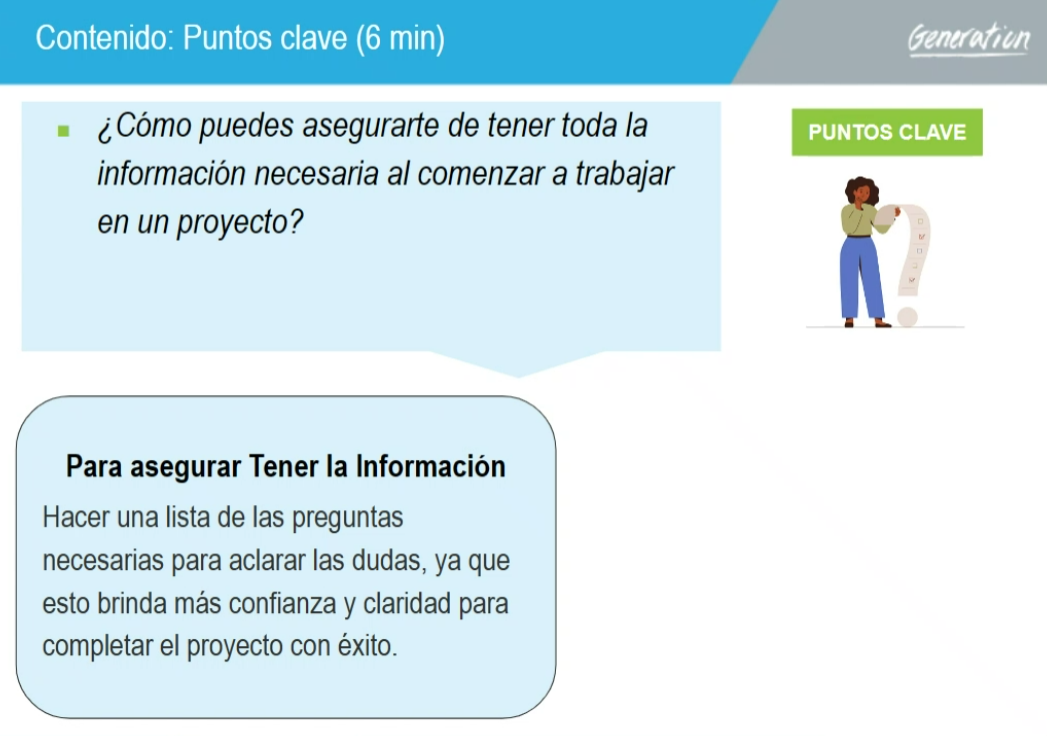 Contenido: Puntos clave (6 min)
Generation
¿Cómo puedes asegurarte de tener toda la
información necesaria al comenzar a trabajar
en un proyecto?
PUNTOS CLAVE
Para asegurar Tener la Información
Hacer una lista de las preguntas
necesarias para aclarar las dudas, ya que
esto brinda más confianza y claridad para
completar el proyecto con éxito.